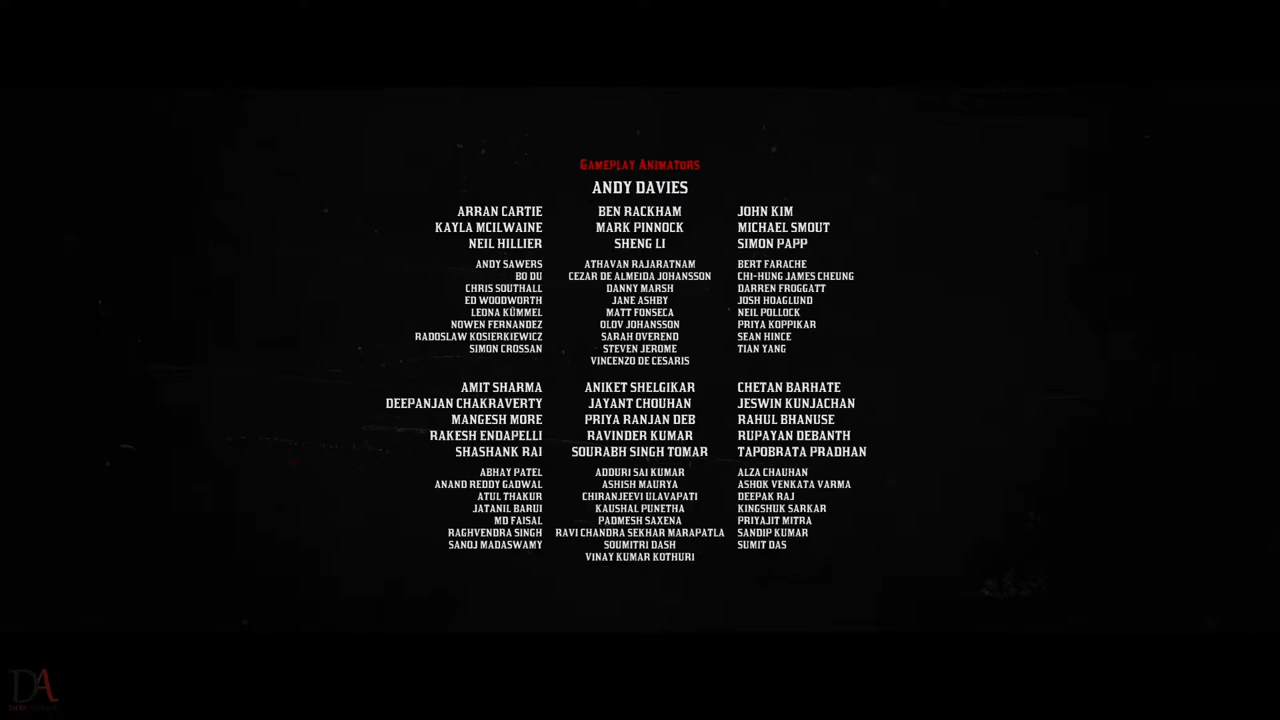 Gameplay Animators
ANDY DAVIES
ARRAN CARTIE BEN RACKHAM JOHN KIM
KAYLA MCILWAINE MARK PINNOCK MICHAEL SMOUT
NEIL HILLIER SHENG LI SIMON PAPP
ANDY SAWERS ATHAVAN RAJARATNAM BERT FARACHE
BO DU CEZAR DE ALMEIDA JOHANSSON CHI-HUNG JAMES CHEUNG
CHRIS SOUTHALL DANNY MARSH DARREN FROGGATT
ED WOODWORTH JANE ASHBY JOSH HOAGLUND
LEONA KÜMMEL MATT FONSECA NEIL POLLOCK
NOWEN FERNANDEZ OLOV JOHANSSON PRIYA KOPPIKAR
RADOSLAW KOSIERKIEWICZ SARAH OVEREND SEAN HINCE
SIMON CROSSAN STEVEN JEROME TIAN YANG
VINCENZO DE CESARIS
AMIT SHARMA ANIKET SHELGIKAR CHETAN BARHATE
DEEPANJAN CHAKRAVERTY JAYANT CHOUHAN JESWIN KUNJACHAN
MANGESH MORE PRIYA RANJAN DEB RAHUL BHANUSE
RAKESH ENDAPELLI RAVINDER KUMAR RUPAYAN DEBANTH
SHASHANK RAI SOURABH SINGH TOMAR TAPOBRATA PRADHAN
ABHAY PATEL ADDURI SAI KUMAR ALZA CHAUHAN
ANAND REDDY GADWAL ASHISH MAURYA ASHOK VENKATA VARMA
ATUL THAKUR CHIRANJEEVI ULAVAPATI DEEPAK RAJ
JATANIL BARUI KAUSHAL PUNETHA KINGSHUK SARKAR
MD FAISAL PADMESH SAXENA PRIYAJIT MITRA
RAGHVENDRA SINGH RAVI CHANDRA SEKHAR MARAPATLA SANDIP KUMAR
SANOJ MADASWAMY SOUMITRI DASH SUMIT DAS
VINAY KUMAR KOTHURI
DA
DARK